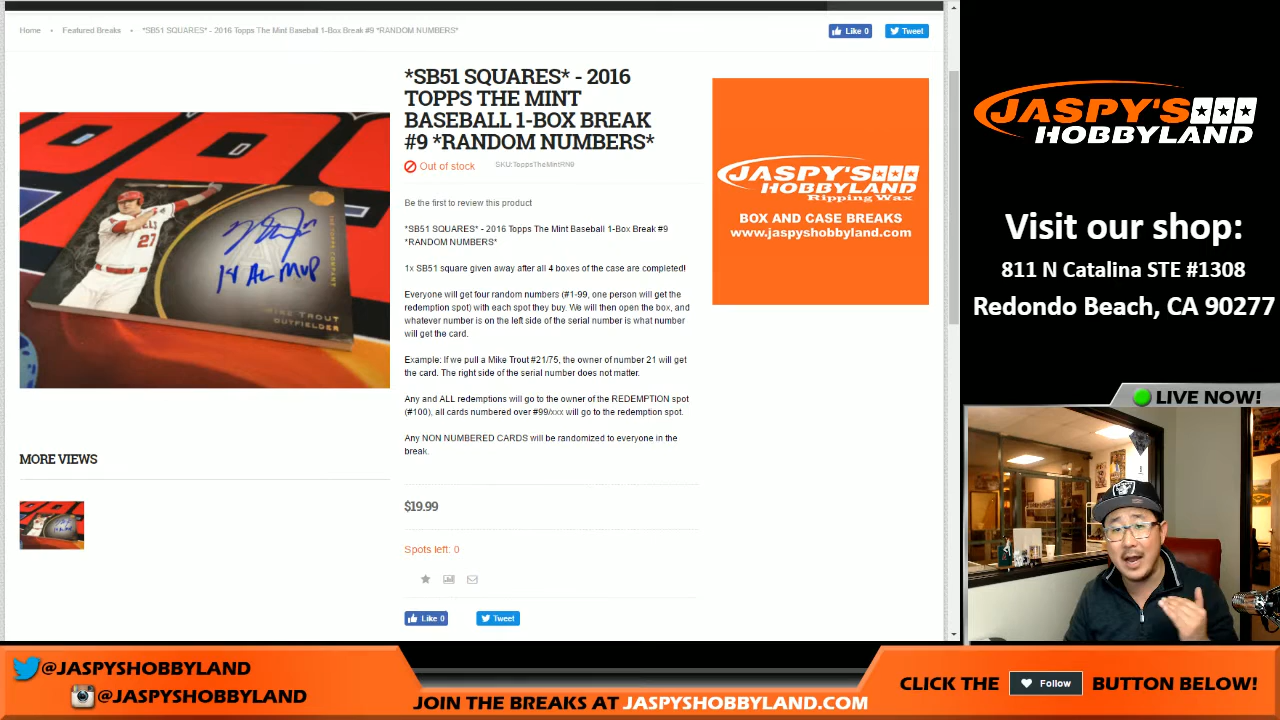 Home • Featured Breaks • *SB51 SQUARES* - 2016 Topps The Mint Baseball 1-Box Break #9 *RANDOM NUMBERS*
Like 0
Tweet
27
14 AL MVP
MIKE TROUT
OUTFIELDER
*SB51 SQUARES* - 2016
TOPPS THE MINT
BASEBALL 1-BOX BREAK
#9 *RANDOM NUMBERS*
Out of stock
SKU:ToppsTheMintRN9
Be the first to review this product
*SB51 SQUARES* - 2016 Topps The Mint Baseball 1-Box Break #9
*RANDOM NUMBERS*
1x SB51 square given away after all 4 boxes of the case are completed!
Everyone will get four random numbers (#1-99, one person will get the
redemption spot) with each spot they buy. We will then open the box, and
whatever number is on the left side of the serial number is what number
will get the card.
Example: If we pull a Mike Trout #21/75, the owner of number 21 will get
the card. The right side of the serial number does not matter.
Any and ALL redemptions will go to the owner of the REDEMPTION spot
(#100), all cards numbered over #99/xxx will go to the redemption spot.
Any NON NUMBERED CARDS will be randomized to everyone in the
break.
$19.99
Spots left: 0
Like 0
Tweet
MORE VIEWS
JASPY'S
HOBBYLAND
Ripping Wax
BOX AND CASE BREAKS
www.jaspyshobbyland.com
JASPY'S
HOBBYLAND
Visit our shop:
811 N Catalina STE #1308
Redondo Beach, CA 90277
LIVE NOW!
@JASPYSHOBBYLAND
@JASPYSHOBBYLAND
JOIN THE BREAKS AT JASPYSHOBBYLAND.COM
CLICK THE Follow BUTTON BELOW!